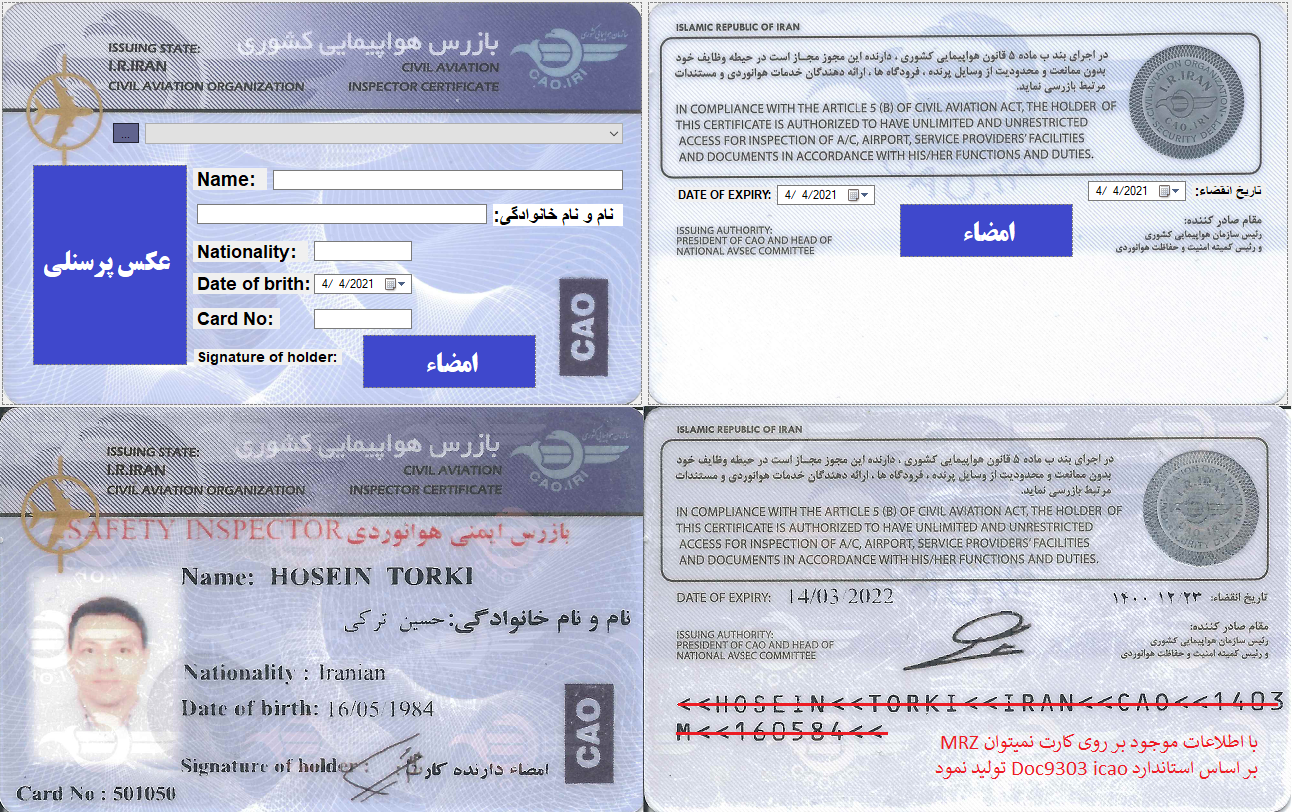 بازرس هواپیمایی کشوری
ISSUING STATE:
I.R.IRAN
CIVIL AVIATION
CIVIL AVIATION ORGANIZATION
INSPECTOR CERTIFICATE
CAO.IRI
...
Name:
نام و نام خانوادگی:
عکس پرسنلی
Nationality:
Date of birth: 4/ 4/2021
Card No:
Signature of holder:
امضاء
CAO
ISLAMIC REPUBLIC OF IRAN
در اجرای بند ب ماده ۵ قانون هواپیمایی کشوری ، دارنده این مجوز مجاز است در حیطه وظایف خود
بدون ممانعت و محدودیت از وسایل پرنده ، فرودگاه ها ، ارائه دهندگان خدمات هوانوردی و مستندات
مرتبط بازرسی نماید.
IN COMPLIANCE WITH THE ARTICLE 5 (B) OF CIVIL AVIATION ACT, THE HOLDER OF
THIS CERTIFICATE IS AUTHORIZED TO HAVE UNLIMITED AND UNRESTRICTED
ACCESS FOR INSPECTION OF A/C, AIRPORT, SERVICE PROVIDERS' FACILITIES
AND DOCUMENTS IN ACCORDANCE WITH HIS/HER FUNCTIONS AND DUTIES.
I.R.IRAN
CAO.IRI
DATE OF EXPIRY: 4/ 4/2021
تاریخ انقضاء: 4/ 4/2021
امضاء
ISSUING AUTHORITY:
PRESIDENT OF CAO AND HEAD OF
NATIONAL AVSEC COMMITTEE
مقام صادر کننده:
رئیس سازمان هواپیمایی کشوری
و رئیس کمیته امنیت و حفاظت هوانوردی
بازرس هواپیمایی کشوری
ISSUING STATE:
I.R.IRAN
CIVIL AVIATION
CIVIL AVIATION ORGANIZATION
INSPECTOR CERTIFICATE
CAO.IRI
SAFETY INSPECTOR بازرس ایمنی هوانوردی
Name: HOSEIN TORKI
نام و نام خانوادگی: حسین ترکی
Nationality : Iranian
Date of birth: 16/05/1984
Signature of holder :
امضاء دارنده کارت
Card No : 501050
CAO
ISLAMIC REPUBLIC OF IRAN
در اجرای بند ب ماده ۵ قانون هواپیمایی کشوری ، دارنده این مجوز مجاز است در حیطه وظایف خود
بدون ممانعت و محدودیت از وسایل پرنده ، فرودگاه ها ، ارائه دهندگان خدمات هوانوردی و مستندات
مرتبط بازرسی نماید.
IN COMPLIANCE WITH THE ARTICLE 5 (B) OF CIVIL AVIATION ACT, THE HOLDER OF
THIS CERTIFICATE IS AUTHORIZED TO HAVE UNLIMITED AND UNRESTRICTED
ACCESS FOR INSPECTION OF A/C, AIRPORT, SERVICE PROVIDERS' FACILITIES
AND DOCUMENTS IN ACCORDANCE WITH HIS/HER FUNCTIONS AND DUTIES.
DATE OF EXPIRY: 14/03/2022
تاریخ انقضاء: ۱۴۰۰/۱۲/۲۳
ISSUING AUTHORITY:
PRESIDENT OF CAO AND HEAD OF
NATIONAL AVSEC COMMITTEE
مقام صادر کننده:
رئیس سازمان هواپیمایی کشوری
و رئیس کمیته امنیت و حفاظت هوانوردی
<<HOSEIN<<TORKI<<IRAN<<CAO<<1403
M<<160584<<
با اطلاعات موجود بر روی کارت نمیتوان MRZ
بر اساس استاندارد Doc9303 icao تولید نمود